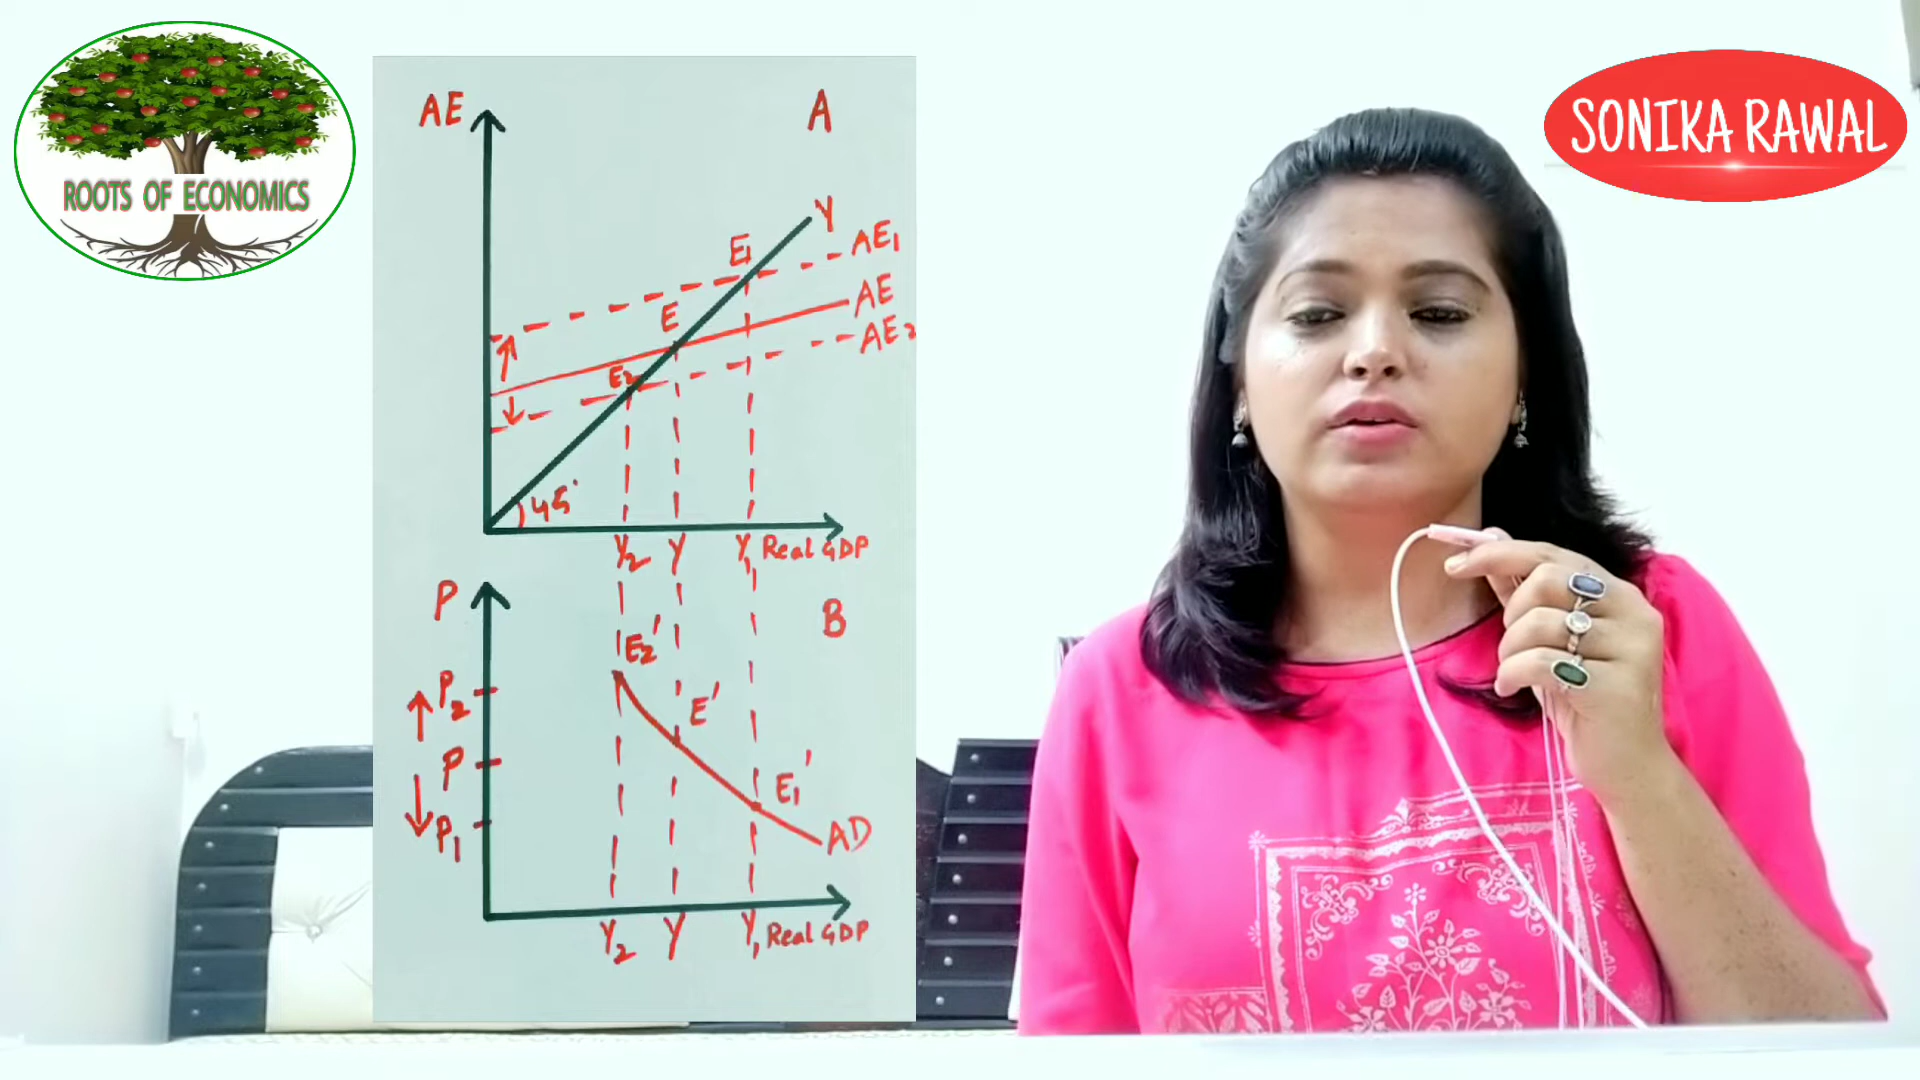 ROOTS OF ECONOMICS
SONIKA RAWAL
AE
A
Y
E1
AE1
E
AE
AE2
E2
45°
Y2 Y Y1 Real GDP
P
B
E2'
P2
E'
P
E1'
P1
AD
Y2 Y Y1 Real GDP